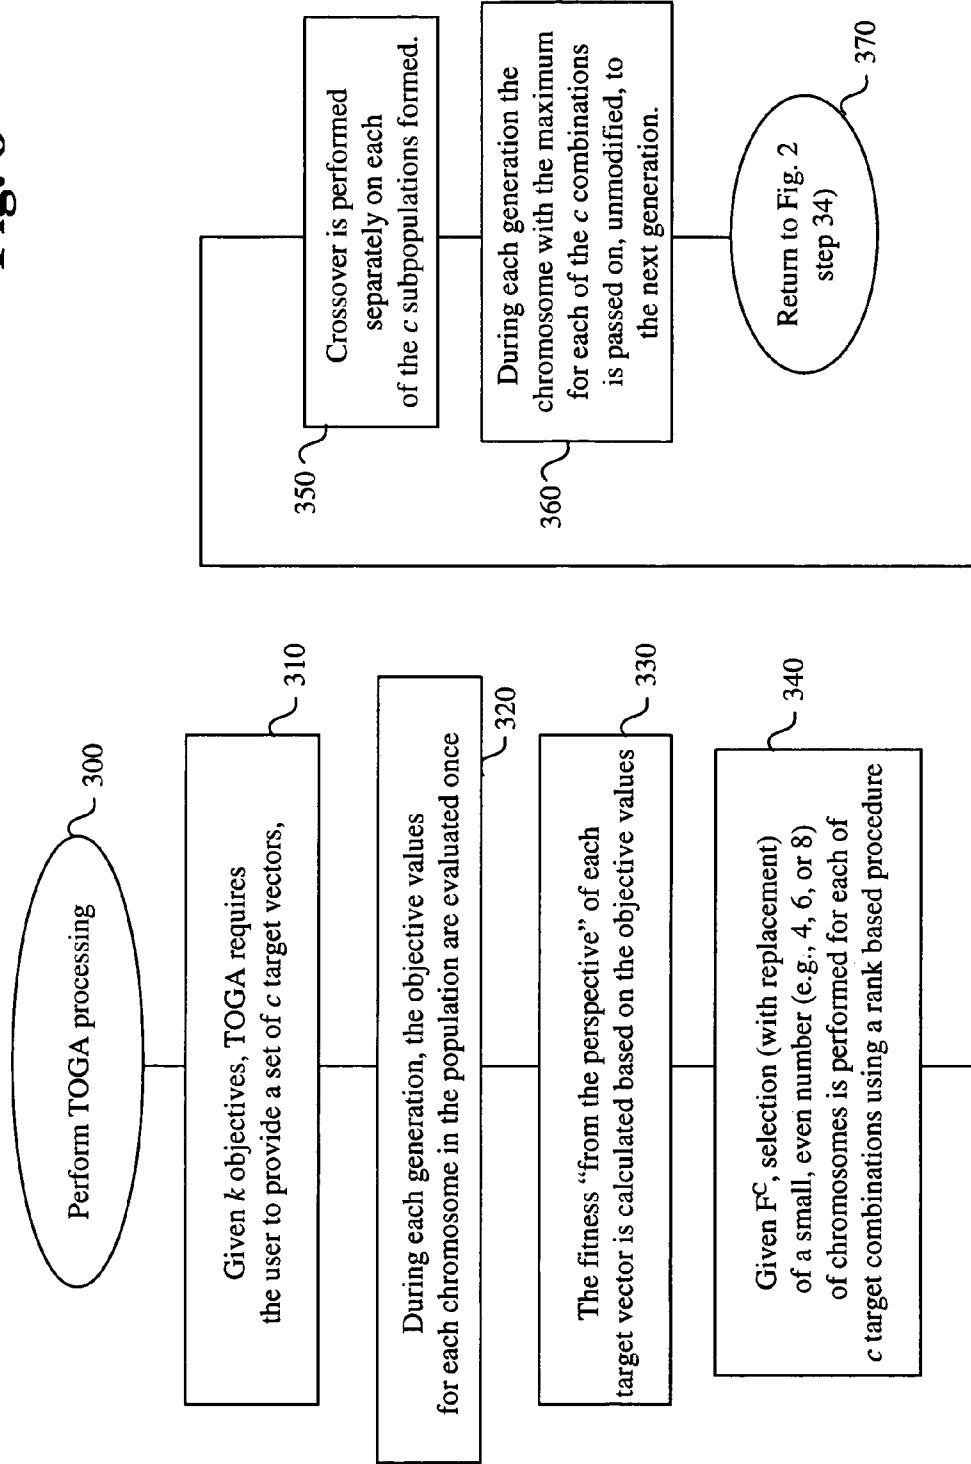 Perform TOGA processing
300
Given k objectives, TOGA requires
the user to provide a set of c target vectors,
310
During each generation, the objective values
for each chromosome in the population are evaluated once
320
The fitness “from the perspective” of each
target vector is calculated based on the objective values
330
Given F^C, selection (with replacement)
of a small, even number (e.g., 4, 6, or 8)
of chromosomes is performed for each of
c target combinations using a rank based procedure
340
Crossover is performed
separately on each
of the c subpopulations formed.
350
During each generation the
chromosome with the maximum
for each of the c combinations
is passed on, unmodified, to
the next generation.
360
Return to Fig. 2
step 34)
370